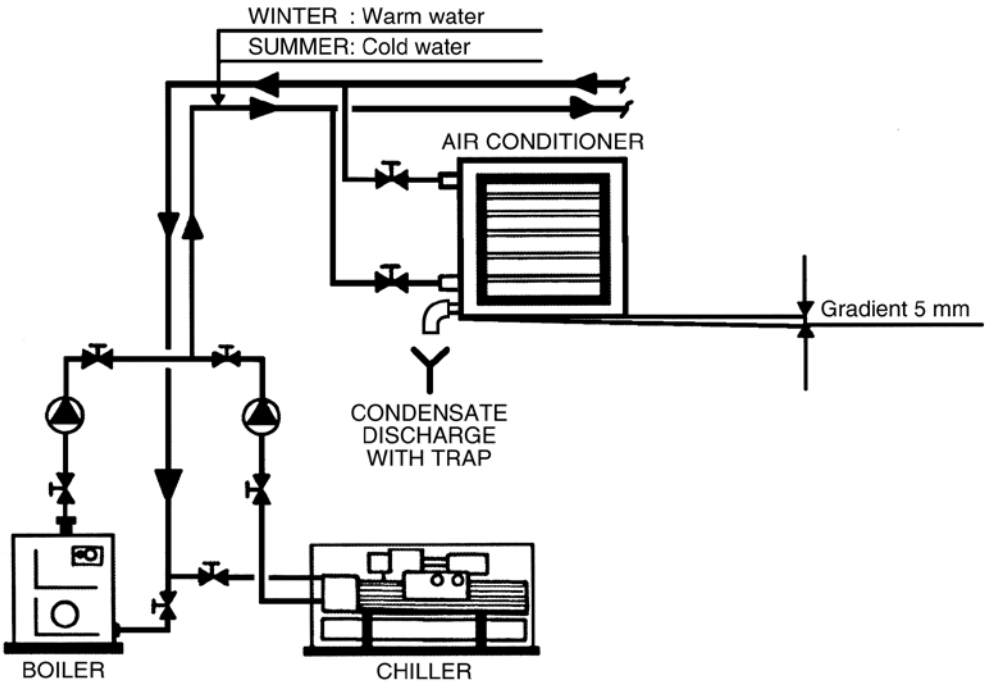 WINTER : Warm water
SUMMER: Cold water
AIR CONDITIONER
Gradient 5 mm
CONDENSATE
DISCHARGE
WITH TRAP
BOILER
CHILLER